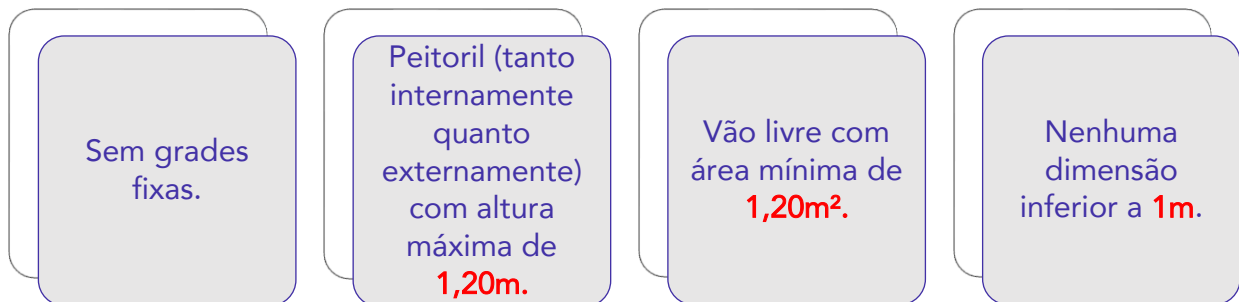 Sem grades
fixas.
Peitoril (tanto
internamente
quanto
externamente)
com altura
máxima de
1,20m.
Vão livre com
área mínima de
1,20m².
Nenhuma
dimensão
inferior a 1m.